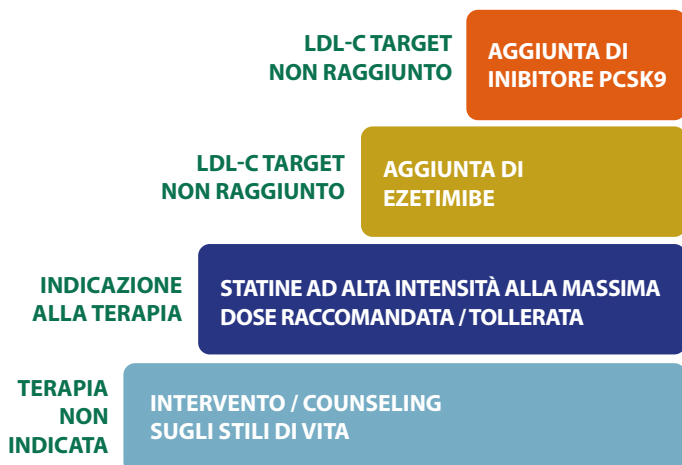 LDL-C TARGET
NON RAGGIUNTO
AGGIUNTA DI
INIBITORE PCSK9
LDL-C TARGET
NON RAGGIUNTO
AGGIUNTA DI
EZETIMIBE
INDICAZIONE
ALLA TERAPIA
STATINE AD ALTA INTENSITÀ ALLA MASSIMA
DOSE RACCOMANDATA / TOLLERATA
TERAPIA
NON
INDICATA
INTERVENTO / COUNSELING
SUGLI STILI DI VITA